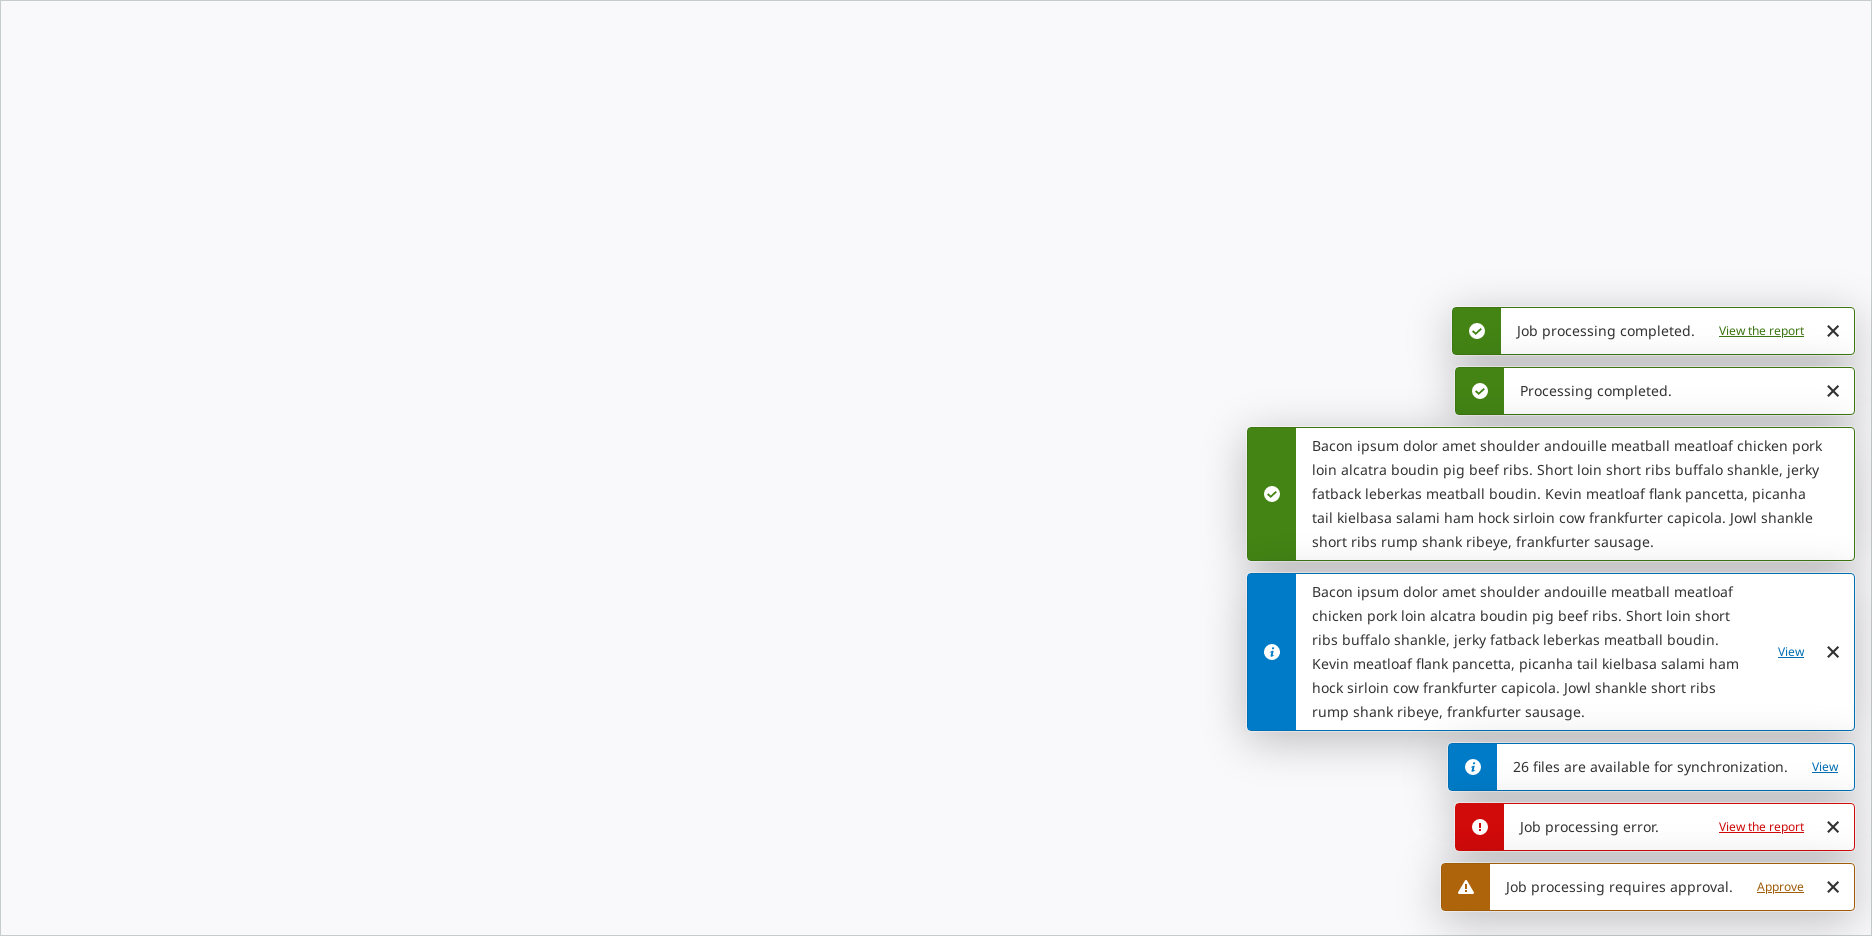 Job processing completed. View the report
Processing completed.
Bacon ipsum dolor amet shoulder andouille meatball meatloaf chicken pork
loin alcatra boudin pig beef ribs. Short loin short ribs buffalo shankle, jerky
fatback leberkas meatball boudin. Kevin meatloaf flank pancetta, picanha
tail kielbasa salami ham hock sirloin cow frankfurter capicola. Jowl shankle
short ribs rump shank ribeye, frankfurter sausage.
Bacon ipsum dolor amet shoulder andouille meatball meatloaf
chicken pork loin alcatra boudin pig beef ribs. Short loin short
ribs buffalo shankle, jerky fatback leberkas meatball boudin.
Kevin meatloaf flank pancetta, picanha tail kielbasa salami ham
hock sirloin cow frankfurter capicola. Jowl shankle short ribs
rump shank ribeye, frankfurter sausage.
View
26 files are available for synchronization. View
Job processing error. View the report
Job processing requires approval. Approve